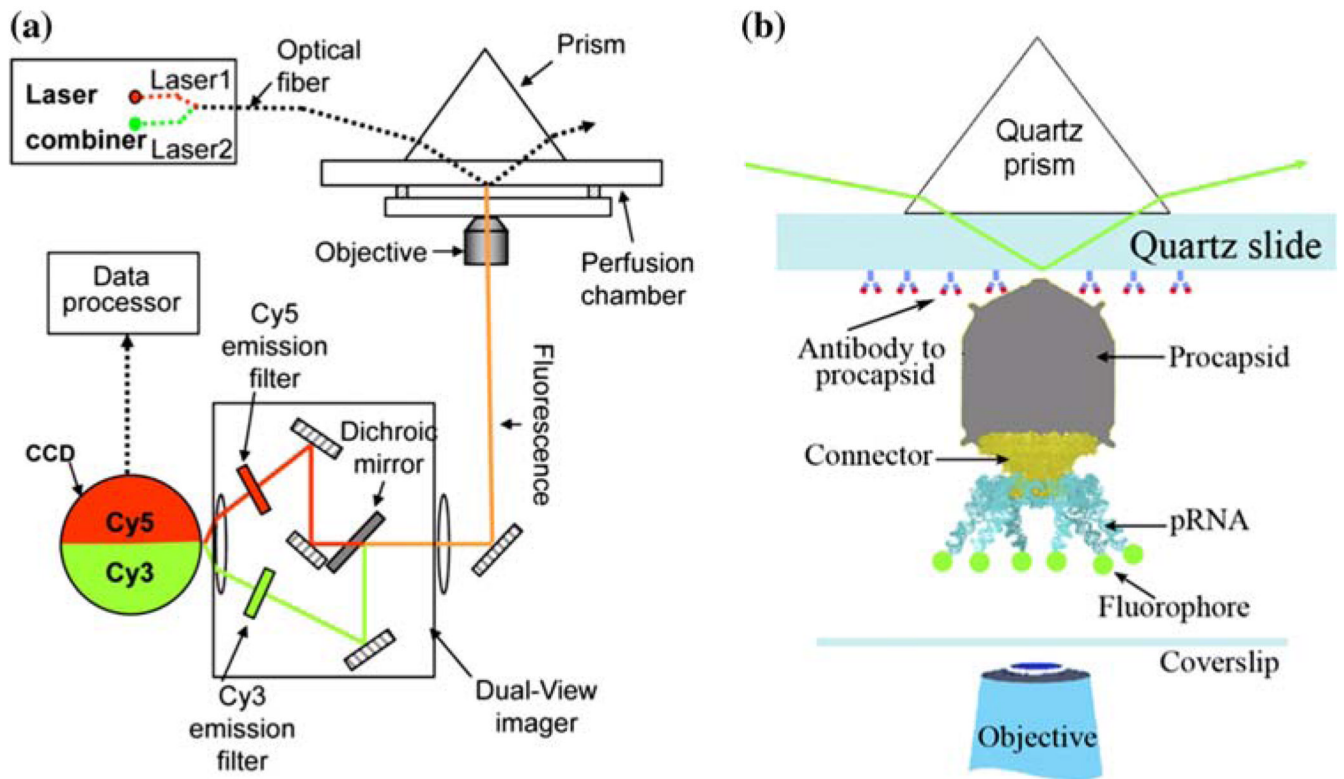 (a)
Optical
fiber
Prism
Laser1
Laser
combiner
Laser2
Objective
Perfusion
chamber
Data
processor
Cy5
emission
filter
Fluorescence
Dichroic
mirror
CCD
Cy5
Cy3
Cy3
emission
filter
Dual-View
imager
(b)
Quartz
prism
Quartz slide
Antibody to
procapsid
Procapsid
Connector
pRNA
Fluorophore
Coverslip
Objective